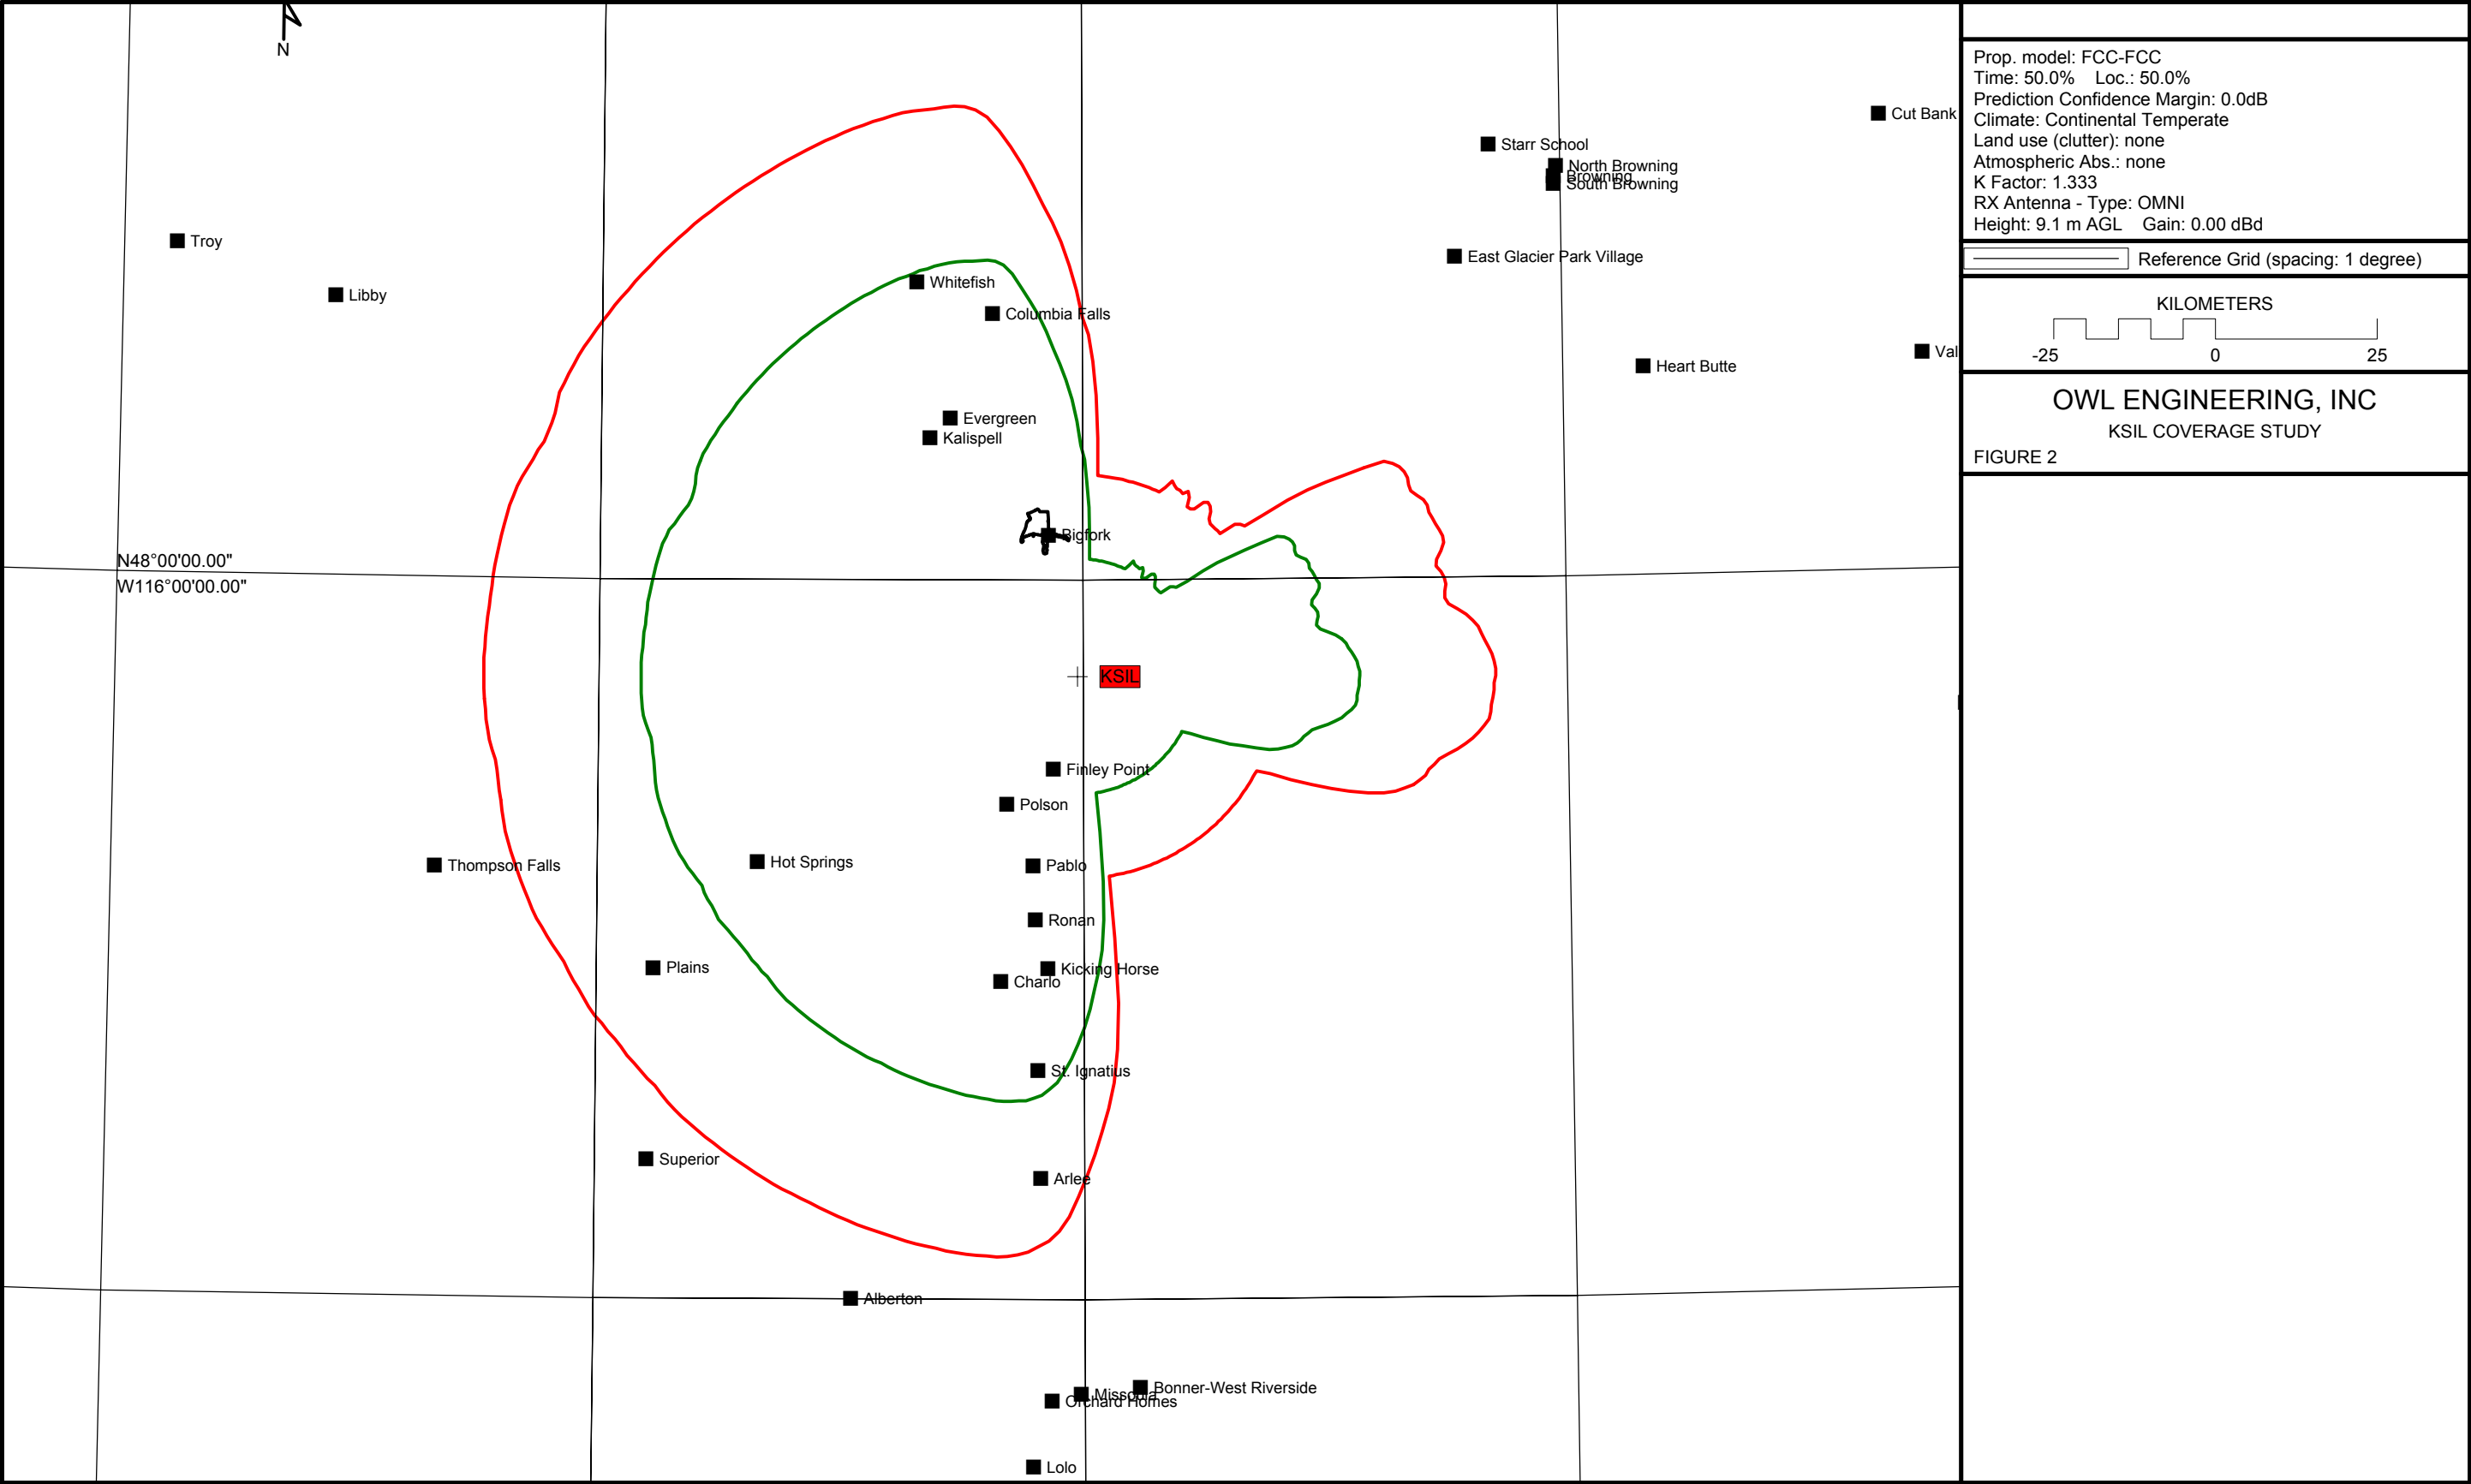 N
Cut Bank
Starr School
North Browning
Browning
South Browning
Troy
East Glacier Park Village
Whitefish
Libby
Columbia Falls
Val
Heart Butte
Evergreen
Kalispell
Bigfork
N48°00'00.00"
W116°00'00.00"
KSIL
Finley Point
Polson
Thompson Falls
Hot Springs
Pablo
Ronan
Plains
Kicking Horse
Charlo
St. Ignatius
Superior
Arlee
Alberton
Bonner-West Riverside
Missoula
Orchard Homes
Lolo
Prop. model: FCC-FCC
Time: 50.0% Loc.: 50.0%
Prediction Confidence Margin: 0.0dB
Climate: Continental Temperate
Land use (clutter): none
Atmospheric Abs.: none
K Factor: 1.333
RX Antenna - Type: OMNI
Height: 9.1 m AGL Gain: 0.00 dBd
Reference Grid (spacing: 1 degree)
KILOMETERS
-25 0 25
OWL ENGINEERING, INC
KSIL COVERAGE STUDY
FIGURE 2